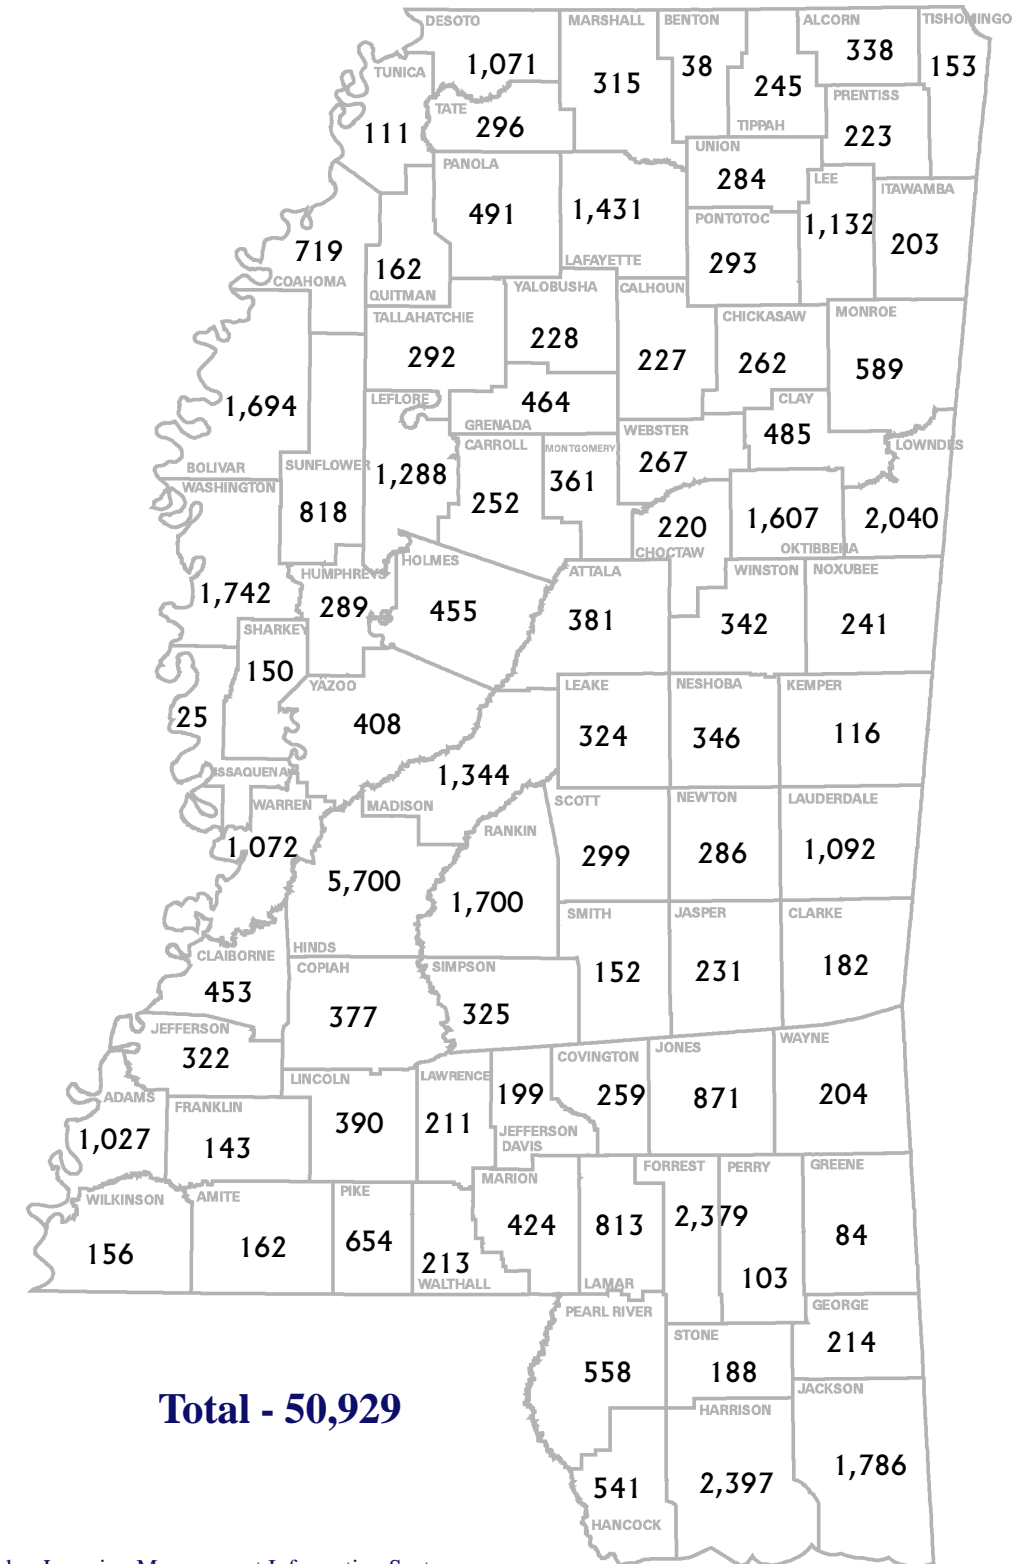 DESOTO
1,071
MARSHALL
315
BENTON
38
TIPPAH
245
ALCORN
338
TISHOMINGO
153
TUNICA
111
TATE
296
PRENTISS
223
PANOLA
491
LAFAYETTE
1,431
UNION
284
LEE
1,132
ITAWAMBA
203
PONTOTOC
293
COAHOMA
719
QUITMAN
162
TALLAHATCHIE
292
YALOBUSHA
228
CALHOUN
227
CHICKASAW
262
MONROE
589
BOLIVAR
1,694
SUNFLOWER
818
LEFLORE
1,288
GRENADA
464
CARROLL
252
MONTGOMERY
361
WEBSTER
267
CLAY
485
LOWNDES
2,040
CHOCTAW
220
OKTIBBEHA
1,607
WASHINGTON
1,742
HUMPHREYS
289
HOLMES
455
ATTALA
381
WINSTON
342
NOXUBEE
241
SHARKEY
150
ISSAQUENA
25
YAZOO
408
MADISON
1,344
LEAKE
324
NESHOBA
346
KEMPER
116
WARREN
1 072
HINDS
5,700
RANKIN
1,700
SCOTT
299
NEWTON
286
LAUDERDALE
1,092
CLAIBORNE
453
COPIAH
377
SIMPSON
325
SMITH
152
JASPER
231
CLARKE
182
JEFFERSON
322
ADAMS
1,027
FRANKLIN
143
LINCOLN
390
LAWRENCE
211
JEFFERSON
DAVIS
199
COVINGTON
259
JONES
871
WAYNE
204
WILKINSON
156
AMITE
162
PIKE
654
WALTHALL
213
MARION
424
LAMAR
813
FORREST
2,379
PERRY
103
GREENE
84
PEARL RIVER
558
STONE
188
GEORGE
214
HANCOCK
541
HARRISON
2,397
JACKSON
1,786
Total - 50,929